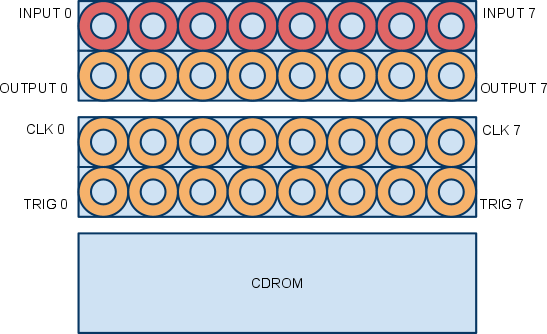 INPUT 0 INPUT 7
OUTPUT 0 OUTPUT 7
CLK 0 CLK 7
TRIG 0 TRIG 7
CDROM